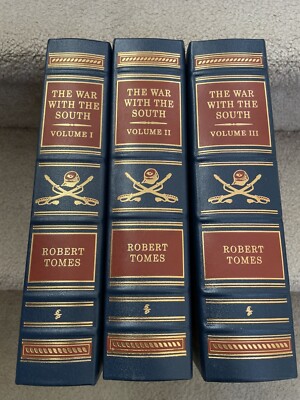 THE WAR
WITH THE
SOUTH
VOLUME I
ROBERT
TOMES
THE WAR
WITH THE
SOUTH
VOLUME II
ROBERT
TOMES
THE WAR
WITH THE
SOUTH
VOLUME III
ROBERT
TOMES